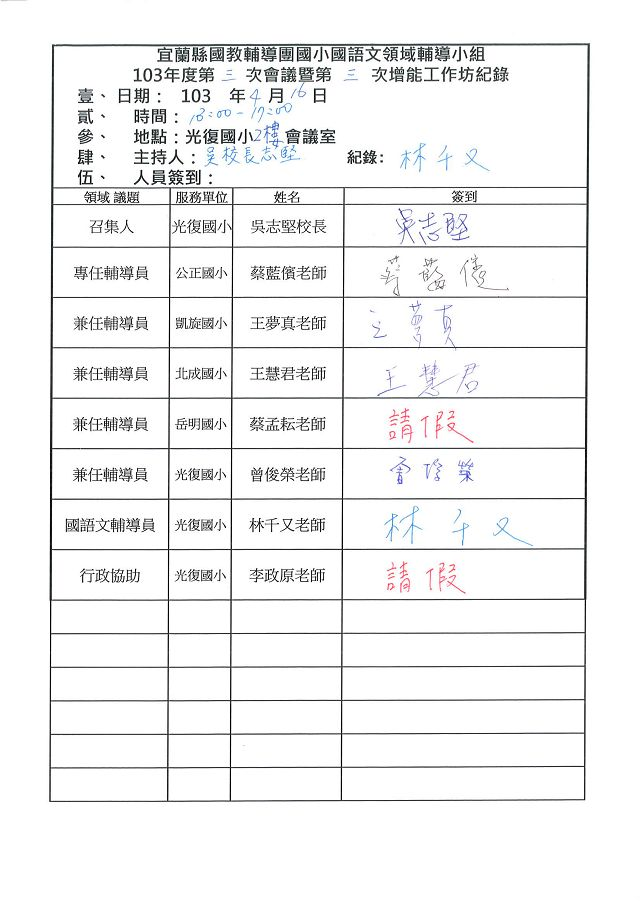 宜蘭縣國教輔導團國小國語文領域輔導小組
103年度第 三 次會議暨第 三 次增能工作坊紀錄
壹、 日期： 103 年 4 月 16 日
貳、 時間：13:00-17:00
參、 地點：光復國小2樓會議室
肆、 主持人：吳校長志堅 紀錄： 林千又
伍、 人員簽到：
領域 議題 服務單位 姓名 簽到
召集人 光復國小 吳志堅校長 吳志堅
專任輔導員 公正國小 蔡藍儐老師 蔡藍儐
兼任輔導員 凱旋國小 王夢真老師 王夢真
兼任輔導員 北成國小 王慧君老師 王慧君
兼任輔導員 岳明國小 蔡孟耘老師 請假
兼任輔導員 光復國小 曾俊榮老師 曾俊榮
國語文輔導員 光復國小 林千又老師 林千又
行政協助 光復國小 李政原老師 請假